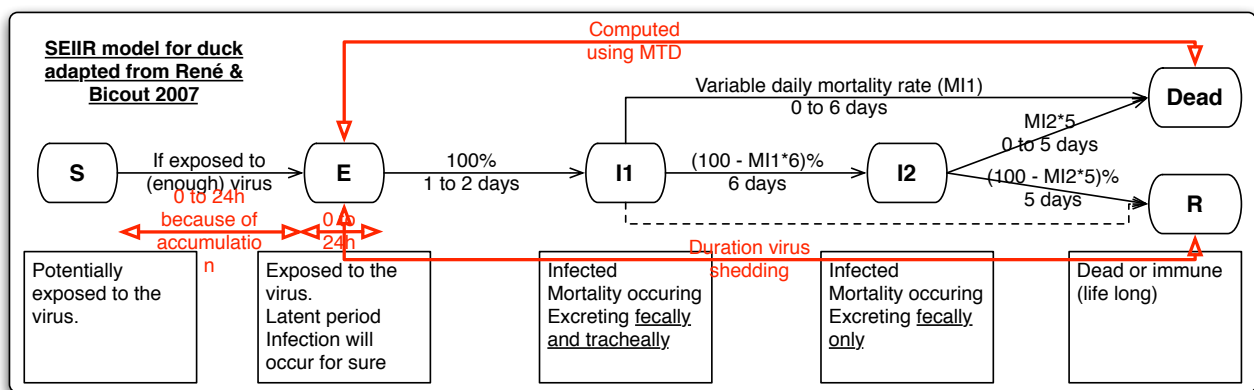 SEIIR model for duck
adapted from René &
Bicout 2007
Computed
using MTD
Variable daily mortality rate (MI1)
0 to 6 days
Dead
MI2*5
0 to 5 days
S
If exposed to
(enough) virus
E
100%
1 to 2 days
I1
(100 - MI1*6)%
6 days
I2
(100 - MI2*5)%
5 days
R
0 to 24h
because of
accumulatio
n
0 to
24h
Duration virus
shedding
Potentially
exposed to the
virus.
Exposed to the
virus.
Latent period
Infection will
occur for sure
Infected
Mortality occuring
Excreting fecally
and tracheally
Infected
Mortality occuring
Excreting fecally
only
Dead or immune
(life long)